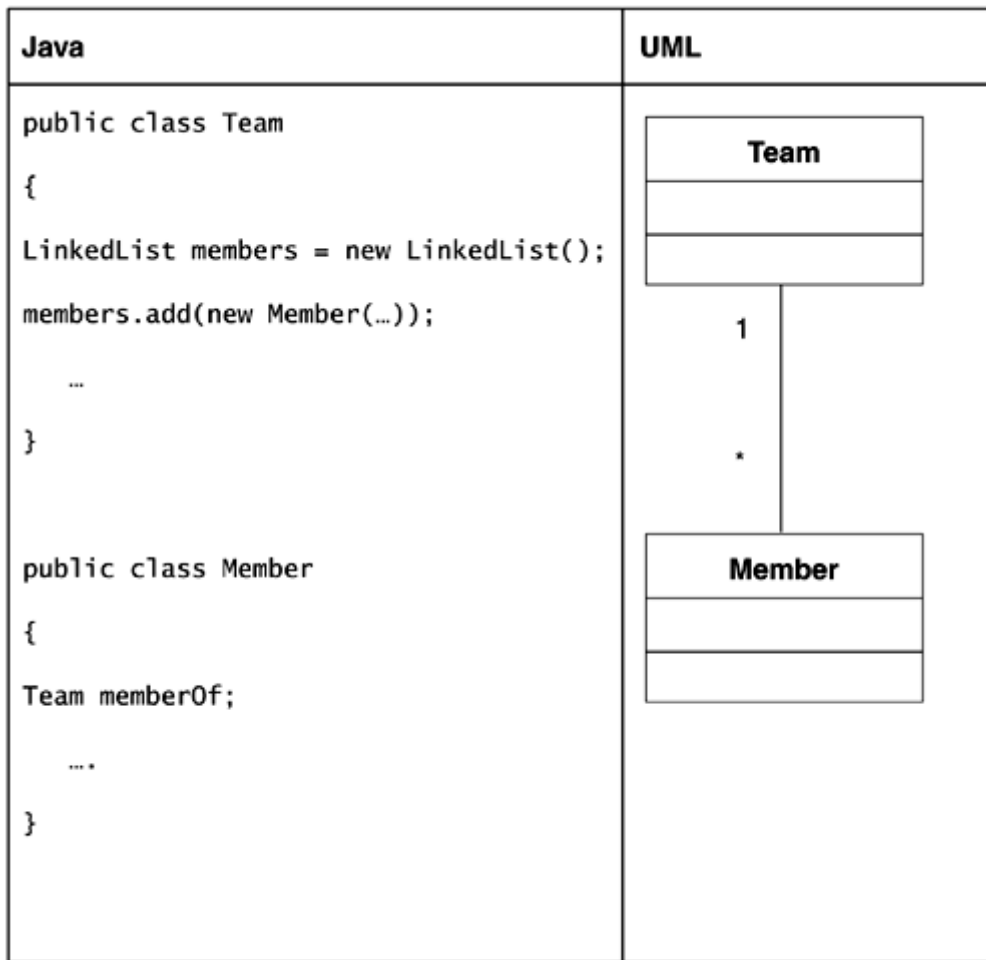 Java
public class Team
{
LinkedList members = new LinkedList();
members.add(new Member(…));
…
}
public class Member
{
Team memberOf;
….
}
UML
Team
1
*
Member